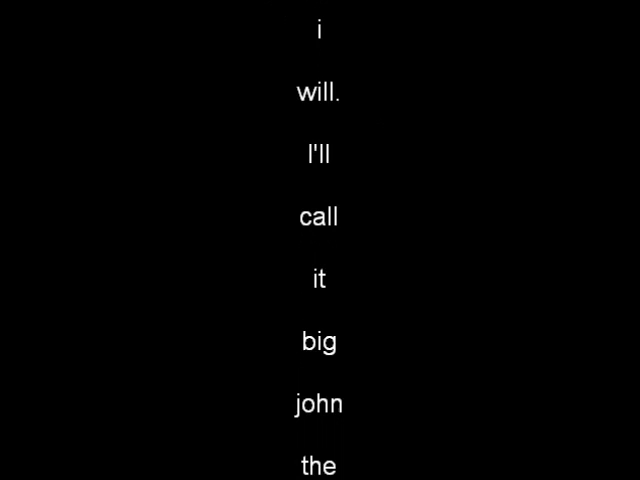 i
will.
I'll
call
it
big
john
the